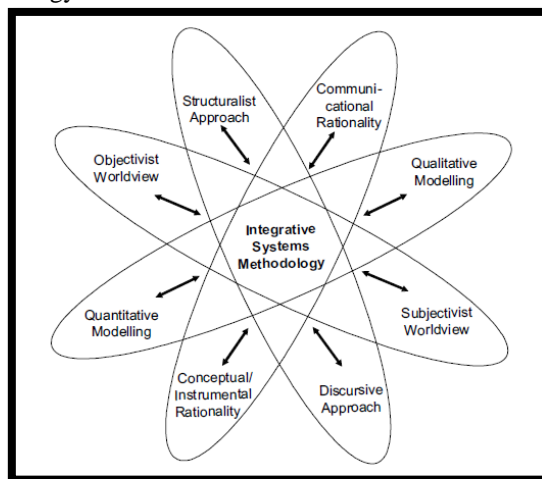 Structuralist
Approach
Communi-
cational
Rationality
Objectivist
Worldview
Qualitative
Modelling
Integrative
Systems
Methodology
Quantitative
Modelling
Subjectivist
Worldview
Conceptual/
Instrumental
Rationality
Discursive
Approach